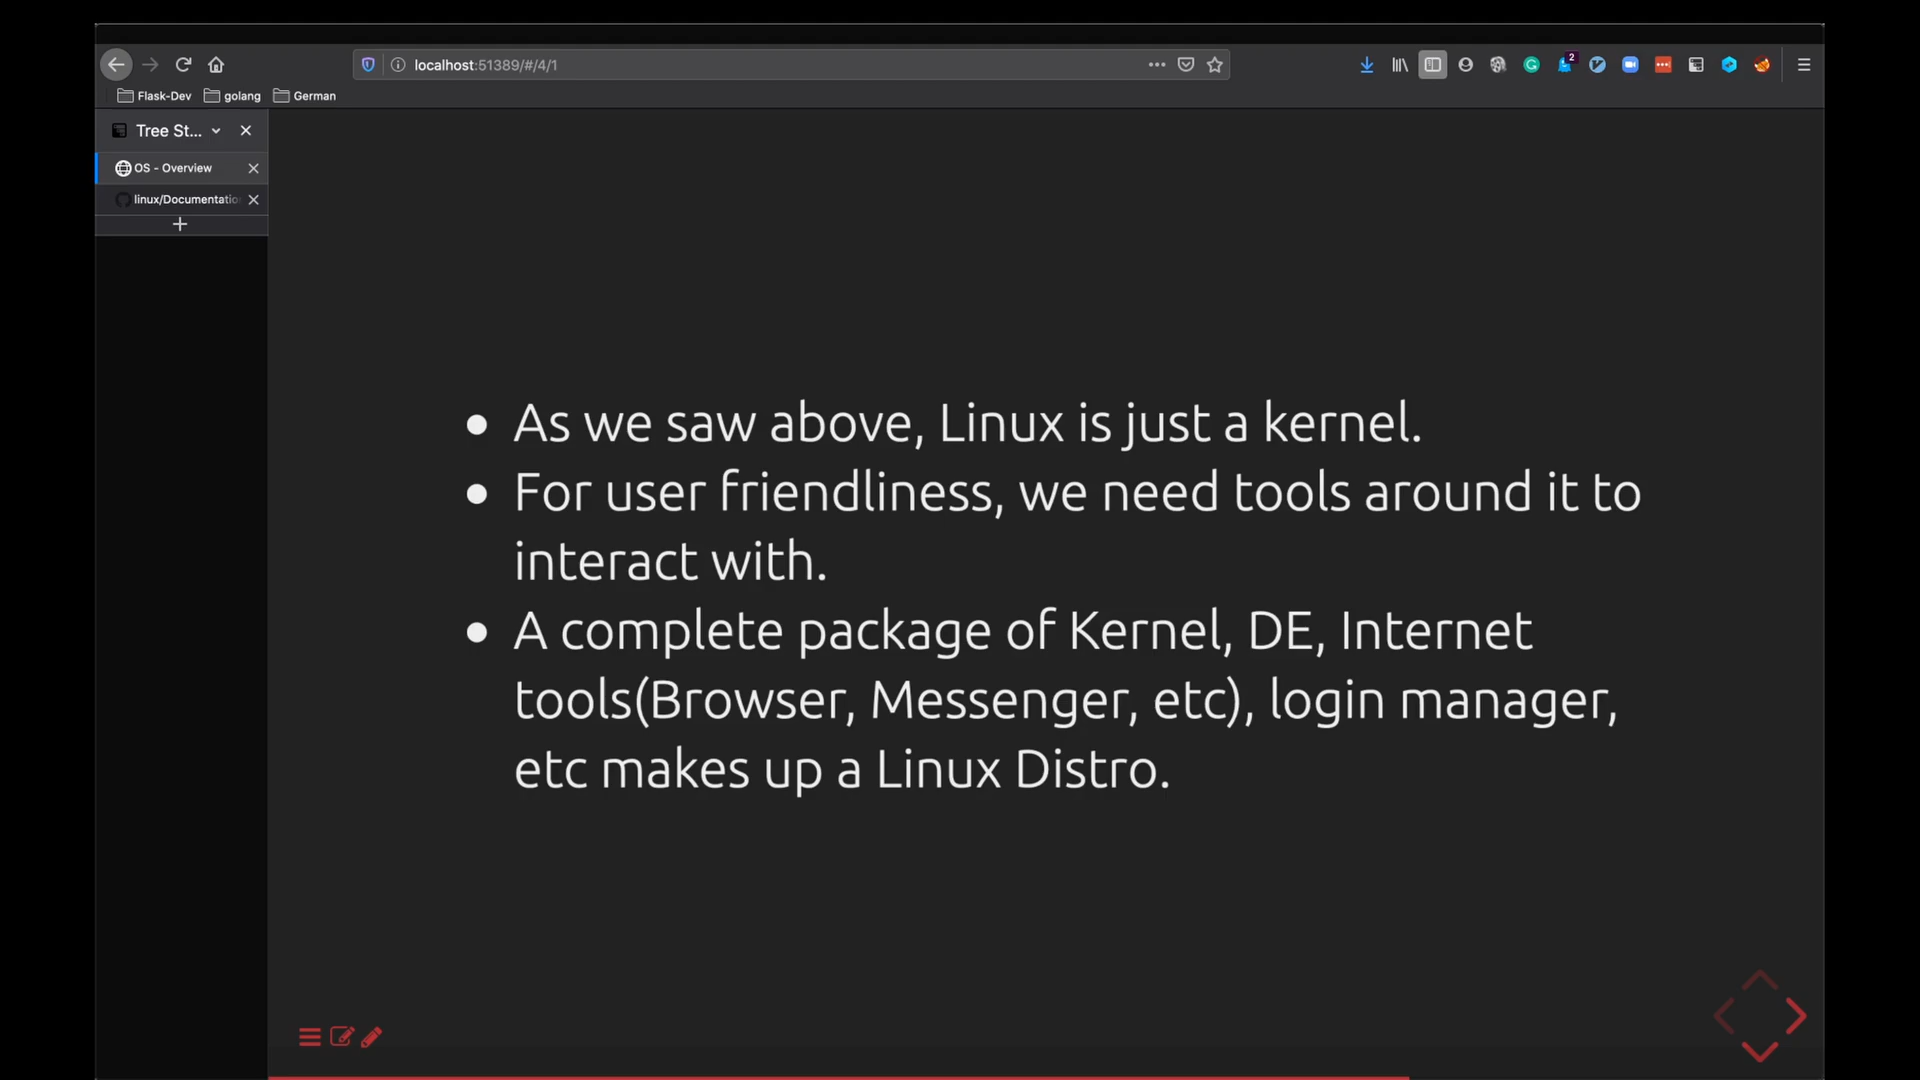 localhost:51389/#/4/1
2
Flask-Dev golang German
Tree St...
OS - Overview
linux/Documentatio
• As we saw above, Linux is just a kernel.
• For user friendliness, we need tools around it to
interact with.
• A complete package of Kernel, DE, Internet
tools(Browser, Messenger, etc), login manager,
etc makes up a Linux Distro.